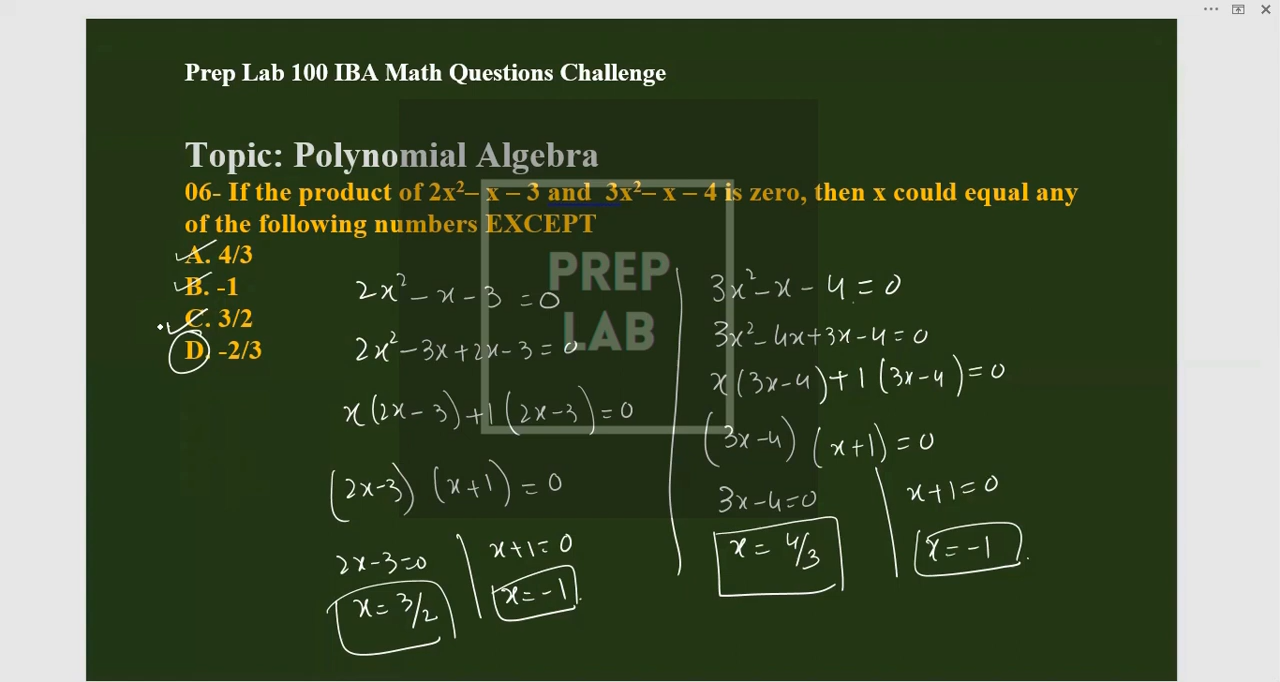 Prep Lab 100 IBA Math Questions Challenge
Topic: Polynomial Algebra
06- If the product of 2x²– x – 3 and 3x²– x – 4 is zero, then x could equal any
of the following numbers EXCEPT
A. 4/3
B. -1
C. 3/2
D. -2/3
PREP
LAB
2x² - x - 3 = 0
2x² - 3x + 2x - 3 = 0
x(2x - 3) + 1(2x - 3) = 0
(2x - 3) (x + 1) = 0
2x - 3 = 0
x = 3/2
x + 1 = 0
x = -1
3x² - x - 4 = 0
3x² - 4x + 3x - 4 = 0
x(3x - 4) + 1(3x - 4) = 0
(3x - 4) (x + 1) = 0
3x - 4 = 0
x = 4/3
x + 1 = 0
x = -1